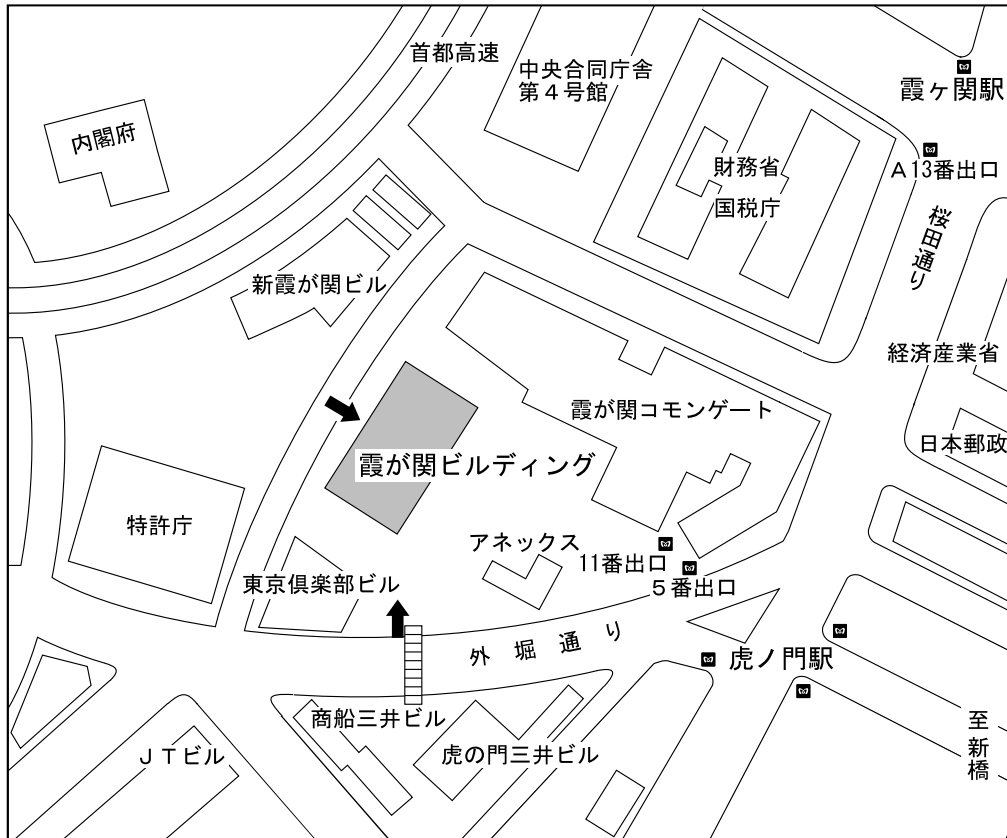 首都高速
中央合同庁舎
第４号館
霞ヶ関駅
内閣府
財務省
国税庁
Ａ13番出口
桜田通り
新霞が関ビル
経済産業省
霞が関コモンゲート
日本郵政
霞が関ビルディング
特許庁
アネックス
11番出口
５番出口
東京倶楽部ビル
外堀通り
虎ノ門駅
商船三井ビル
虎の門三井ビル
ＪＴビル
至新橋